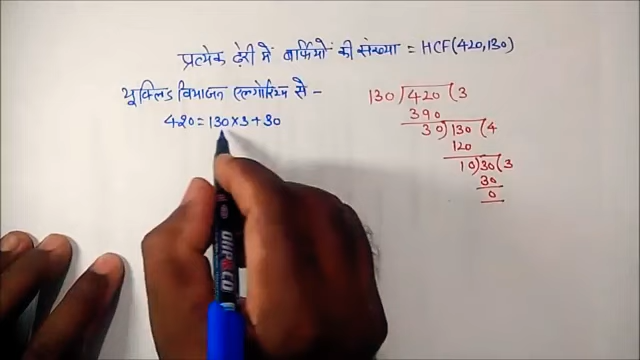 प्रत्येक ढ़ेरी में बार्फियों की संख्या = HCF(420,130)
यूक्लिड विभाजन एल्गोरिथ्म से -
420 = 130 x 3 + 30
130 ) 420 ( 3
390
30 ) 130 ( 4
120
10 ) 30 ( 3
30
0